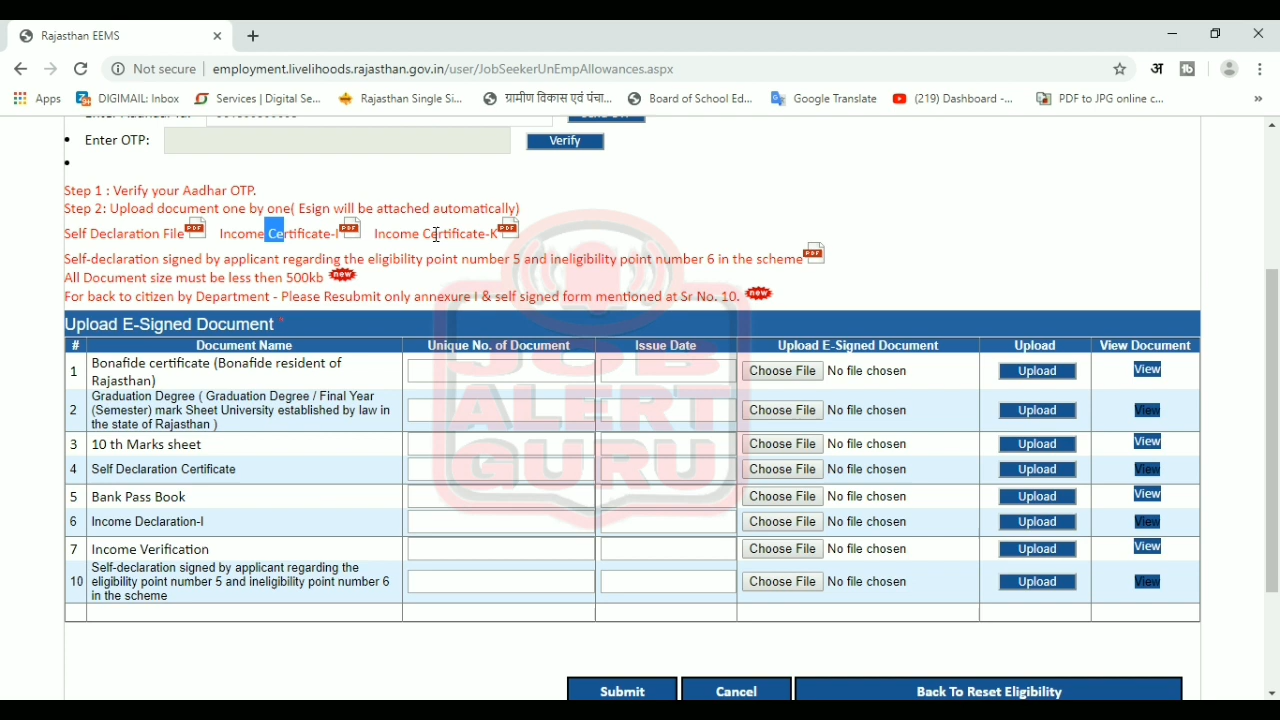 Rajasthan EEMS
Not secure employment.livelihoods.rajasthan.gov.in/user/JobSeekerUnEmpAllowances.aspx
Apps DIGIMAIL: Inbox Services | Digital Se... Rajasthan Single Si... ग्रामीण विकास एवं पंचा... Board of School Ed... Google Translate (219) Dashboard -... PDF to JPG online c... »
Enter OTP: Verify
Step 1 : Verify your Aadhar OTP.
Step 2: Upload document one by one( Esign will be attached automatically)
Self Declaration File PDF Income Certificate-I PDF Income Certificate-K PDF
Self-declaration signed by applicant regarding the eligibility point number 5 and ineligibility point number 6 in the scheme PDF
All Document size must be less then 500kb new
For back to citizen by Department - Please Resubmit only annexure I & self signed form mentioned at Sr No. 10. new
Upload E-Signed Document *
# Document Name Unique No. of Document Issue Date Upload E-Signed Document Upload View Document
1 Bonafide certificate (Bonafide resident of Choose File No file chosen Upload View
Rajasthan)
Graduation Degree ( Graduation Degree / Final Year
2 (Semester) mark Sheet University established by law in Choose File No file chosen Upload View
the state of Rajasthan )
3 10 th Marks sheet Choose File No file chosen Upload View
4 Self Declaration Certificate Choose File No file chosen Upload View
5 Bank Pass Book Choose File No file chosen Upload View
6 Income Declaration-I Choose File No file chosen Upload View
7 Income Verification Choose File No file chosen Upload View
Self-declaration signed by applicant regarding the
10 eligibility point number 5 and ineligibility point number 6 Choose File No file chosen Upload View
in the scheme
JOB
ALERT
GURU
Submit Cancel Back To Reset Eligibility